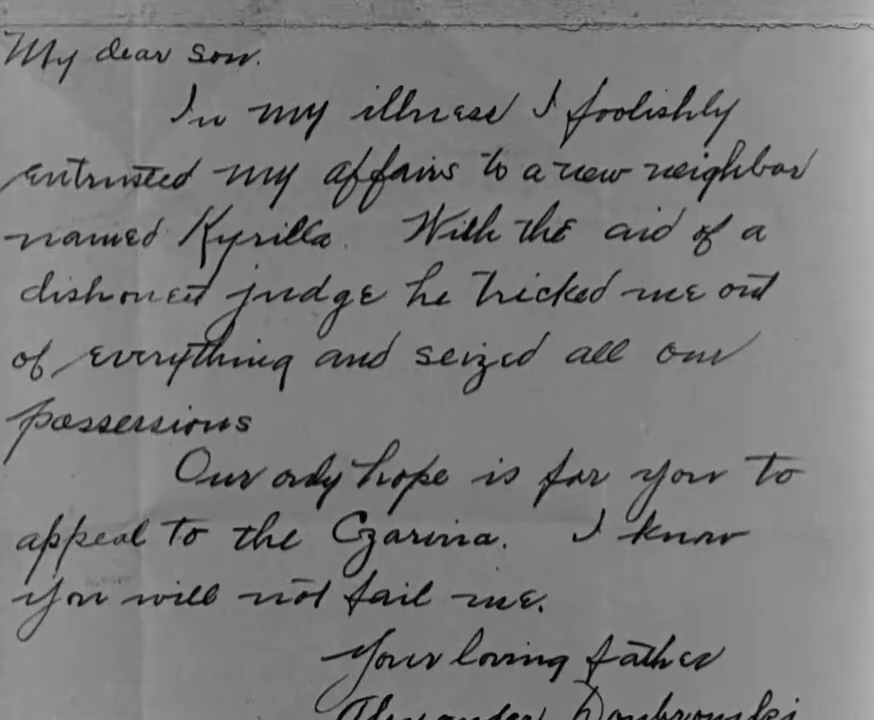 My dear son.
In my illness I foolishly
entrusted my affairs to a new neighbor
named Kyrilla. With the aid of a
dishonest judge he tricked me out
of everything and seized all our
possessions
Our only hope is for you to
appeal to the Czarina. I know
you will not fail me.
Your loving father
Alexander Doubrowski